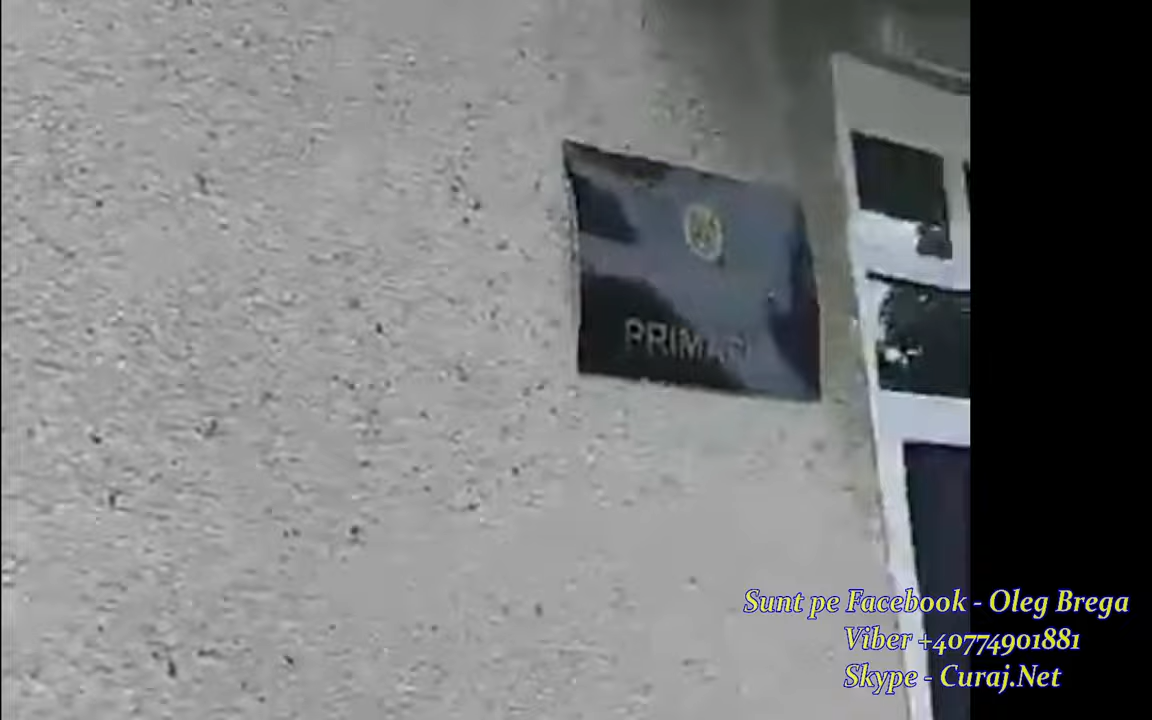 Sunt pe Facebook - Oleg Brega
Viber +40774901881
Skype - Curaj.Net